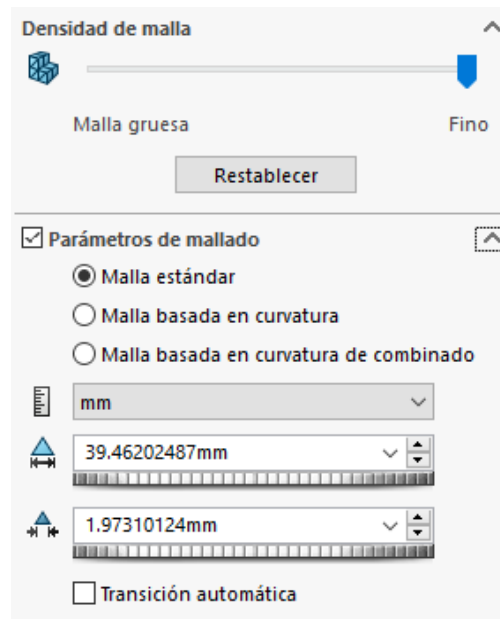 Densidad de malla
Malla gruesa Fino
Restablecer
Parámetros de mallado
Malla estándar
Malla basada en curvatura
Malla basada en curvatura de combinado
mm
39.46202487mm
1.97310124mm
Transición automática